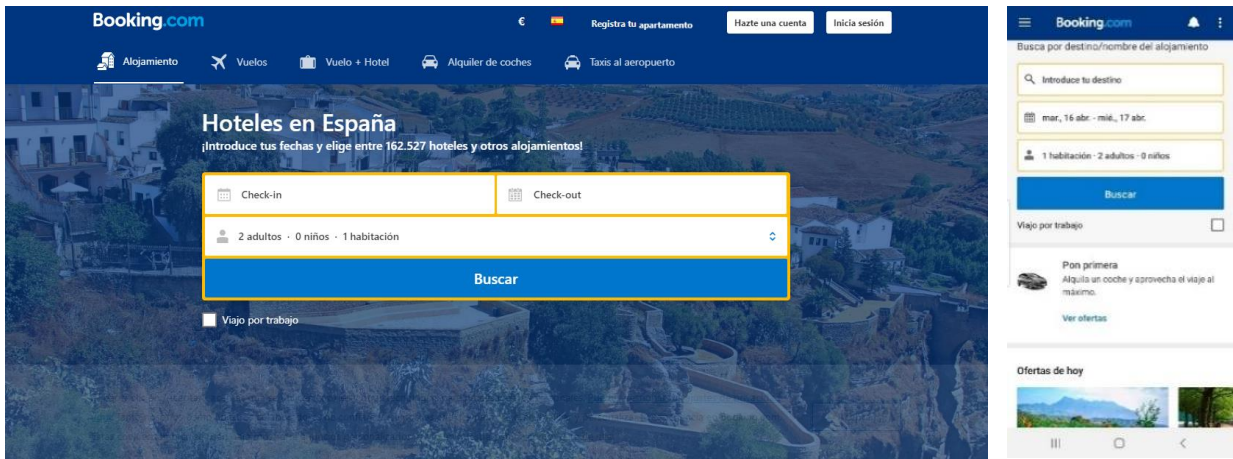 Booking.com
€
Registra tu apartamento
Hazte una cuenta
Inicia sesión
Alojamiento
Vuelos
Vuelo + Hotel
Alquiler de coches
Taxis al aeropuerto
Hoteles en España
¡Introduce tus fechas y elige entre 162.527 hoteles y otros alojamientos!
Check-in
Check-out
2 adultos · 0 niños · 1 habitación
Buscar
Viajo por trabajo
Booking.com
Busca por destino/nombre del alojamiento
Introduce tu destino
mar., 16 abr. - mié., 17 abr.
1 habitación · 2 adultos · 0 niños
Buscar
Viajo por trabajo
Pon primera
Alquila un coche y aprovecha el viaje al
máximo.
Ver ofertas
Ofertas de hoy